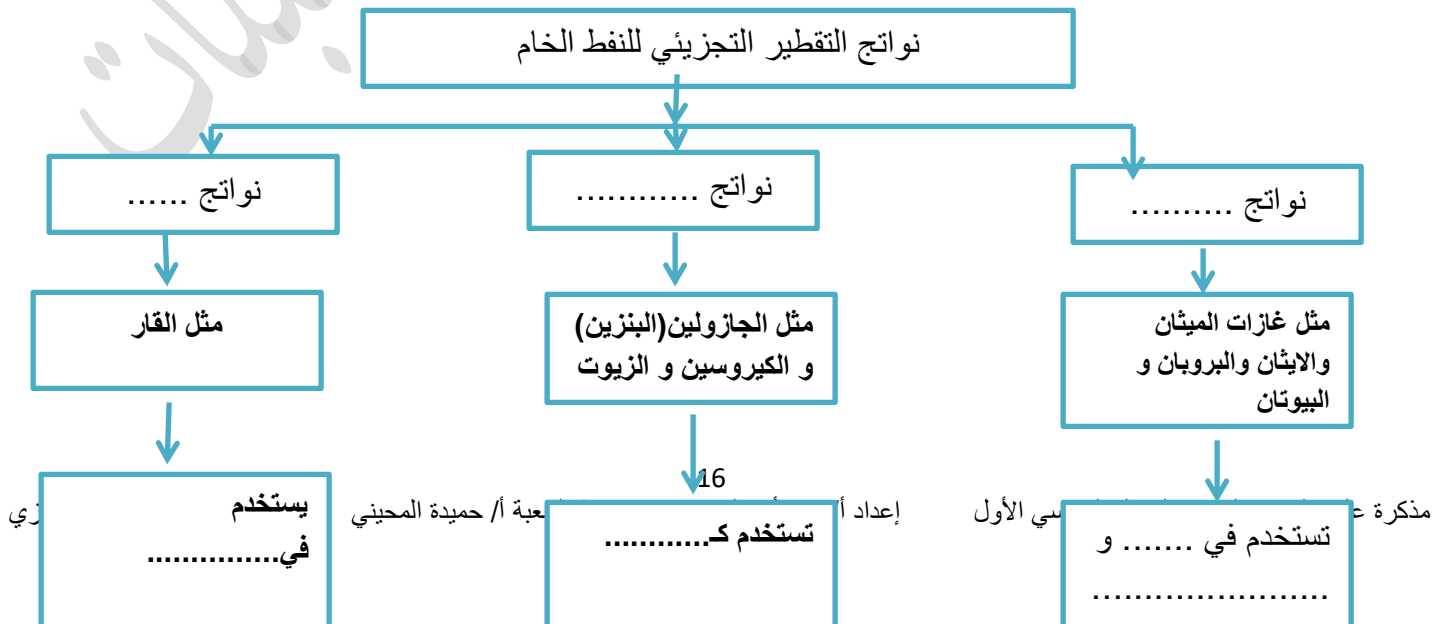 نواتج التقطير التجزيئي للنفط الخام
نواتج ..........
نواتج ............
نواتج ......
مثل غازات الميثان
والايثان والبروبان و
البيوتان
مثل الجازولين(البنزين)
و الكيروسين و الزيوت
مثل القار
تستخدم في ....... و
.......................
تستخدم كـ............
يستخدم
في...............
16
مذكرة
سي الأول
إعداد
أ/ حميدة المحيني